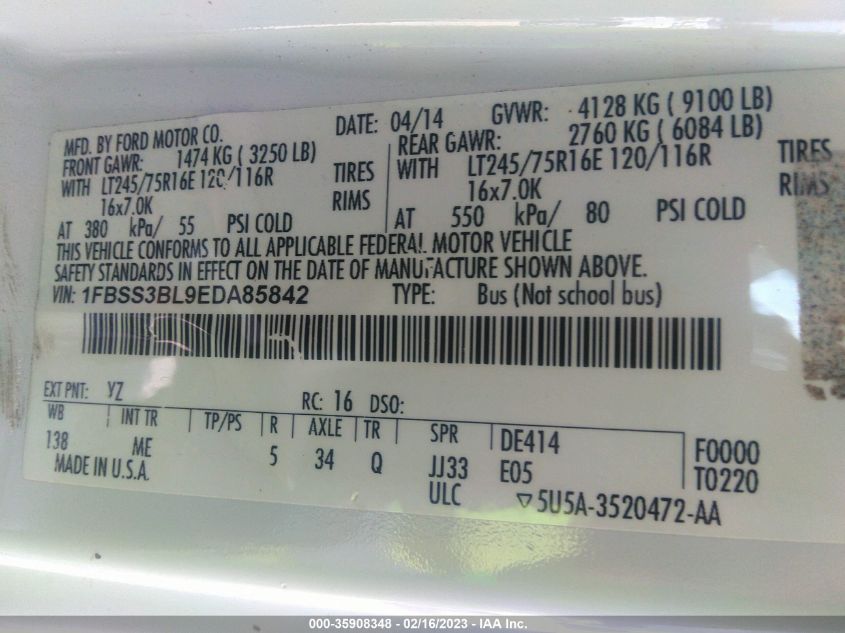 MFD. BY FORD MOTOR CO. DATE: 04/14 GVWR: 4128 KG ( 9100 LB)
FRONT GAWR: 1474 KG ( 3250 LB) REAR GAWR: 2760 KG ( 6084 LB)
WITH LT245/75R16E 120/116R TIRES WITH LT245/75R16E 120/116R TIRES
16x7.0K RIMS 16x7.0K RIMS
AT 380 kPa/ 55 PSI COLD AT 550 kPa/ 80 PSI COLD
THIS VEHICLE CONFORMS TO ALL APPLICABLE FEDERAL MOTOR VEHICLE
SAFETY STANDARDS IN EFFECT ON THE DATE OF MANUFACTURE SHOWN ABOVE.
VIN: 1FBSS3BL9EDA85842 TYPE: Bus (Not school bus)
EXT PNT: YZ RC: 16 DSO:
WB INT TR TP/PS R AXLE TR SPR DE414 F0000
138 ME 5 34 Q JJ33 E05 T0220
MADE IN U.S.A. ULC ▽5U5A-3520472-AA
000-35908348 - 02/16/2023 - IAA Inc.